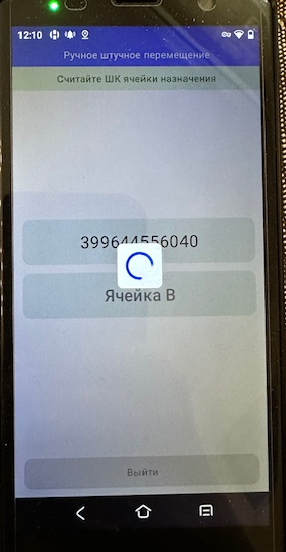 12:10
Ручное штучное перемещение
Считайте ШК ячейки назначения
399644556040
Ячейка В
Выйти